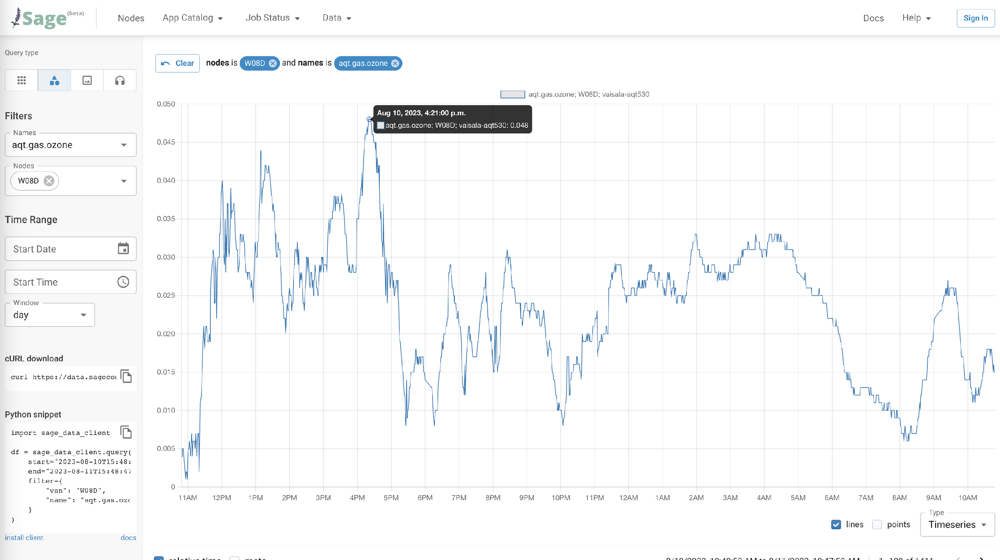 Sage (beta)
Nodes
App Catalog
Job Status
Data
Docs
Help
Sign In
Query type
Clear
nodes is W08D and names is aqt.gas.ozone
Filters
Names
aqt.gas.ozone
Nodes
W08D
Time Range
Start Date
Start Time
Window
day
cURL download
curl https://data.sageco
Python snippet
import sage_data_client
df = sage_data_client.query(
start="2023-08-10T15:48:
end="2023-08-11T15:48:47
filter={
"vsn": "W08D",
"name": "aqt.gas.ozo
}
)
install client
docs
aqt.gas.ozone; W08D; vaisala-aqt530
Aug 10, 2023, 4:21:00 p.m.
aqt.gas.ozone; W08D; vaisala-aqt530: 0.048
0.050
0.045
0.040
0.035
0.030
0.025
0.020
0.015
0.010
0.005
0
11AM 12PM 1PM 2PM 3PM 4PM 5PM 6PM 7PM 8PM 9PM 10PM 11PM 12AM 1AM 2AM 3AM 4AM 5AM 6AM 7AM 8AM 9AM 10AM
lines
points
Type
Timeseries
relative time
meta